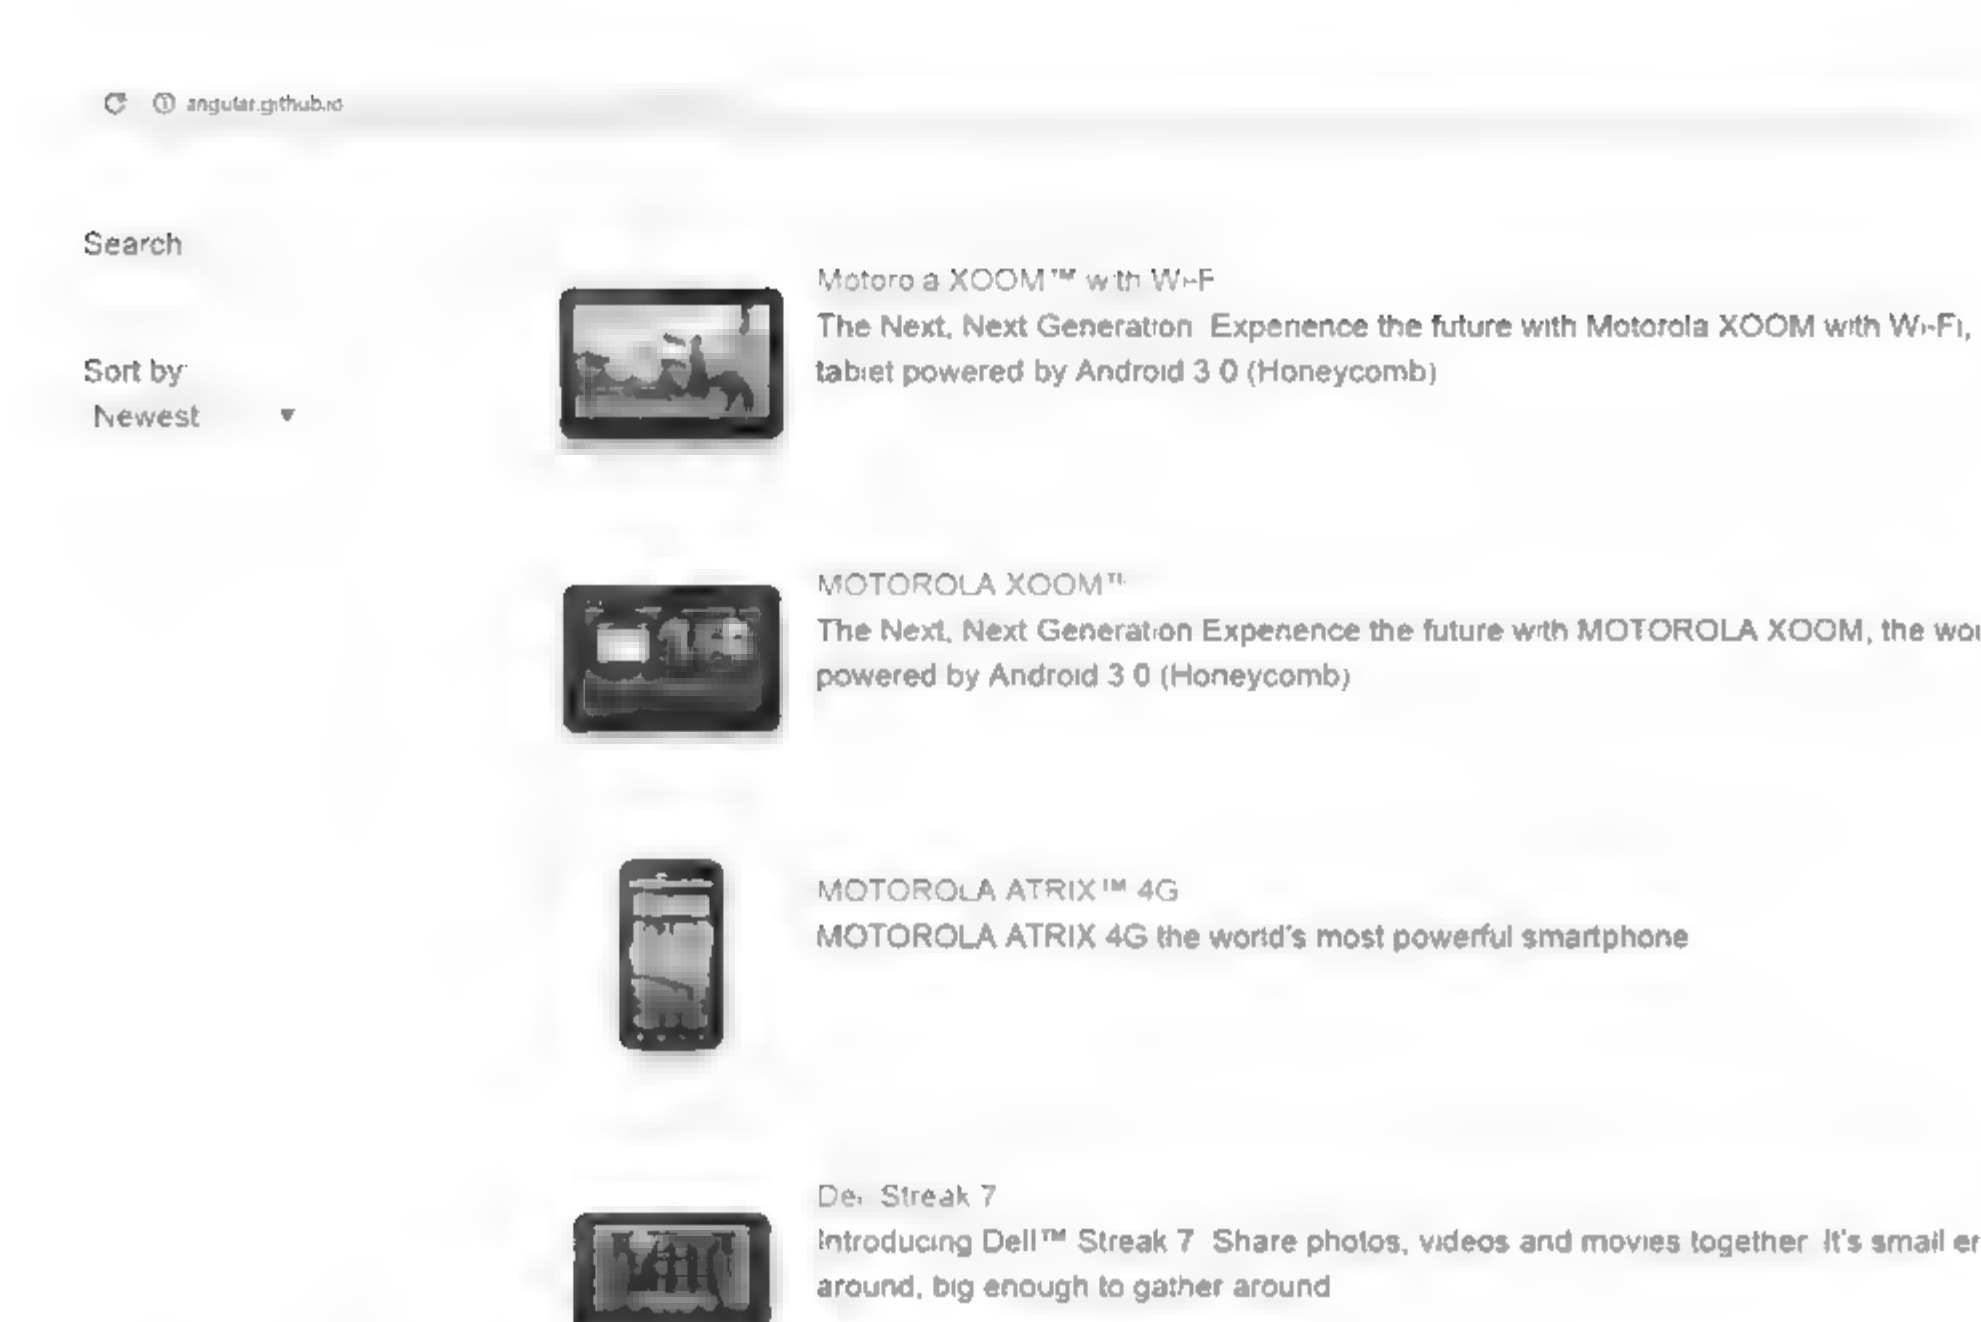 angular.github.io
Search
Sort by:
Newest
Motorola XOOM™ with Wi-Fi
The Next, Next Generation Experience the future with Motorola XOOM with Wi-Fi,
tablet powered by Android 3.0 (Honeycomb)
MOTOROLA XOOM™
The Next, Next Generation Experience the future with MOTOROLA XOOM, the
powered by Android 3.0 (Honeycomb)
MOTOROLA ATRIX™ 4G
MOTOROLA ATRIX 4G the world's most powerful smartphone
Dell Streak 7
Introducing Dell™ Streak 7 Share photos, videos and movies together. It's small
around, big enough to gather around